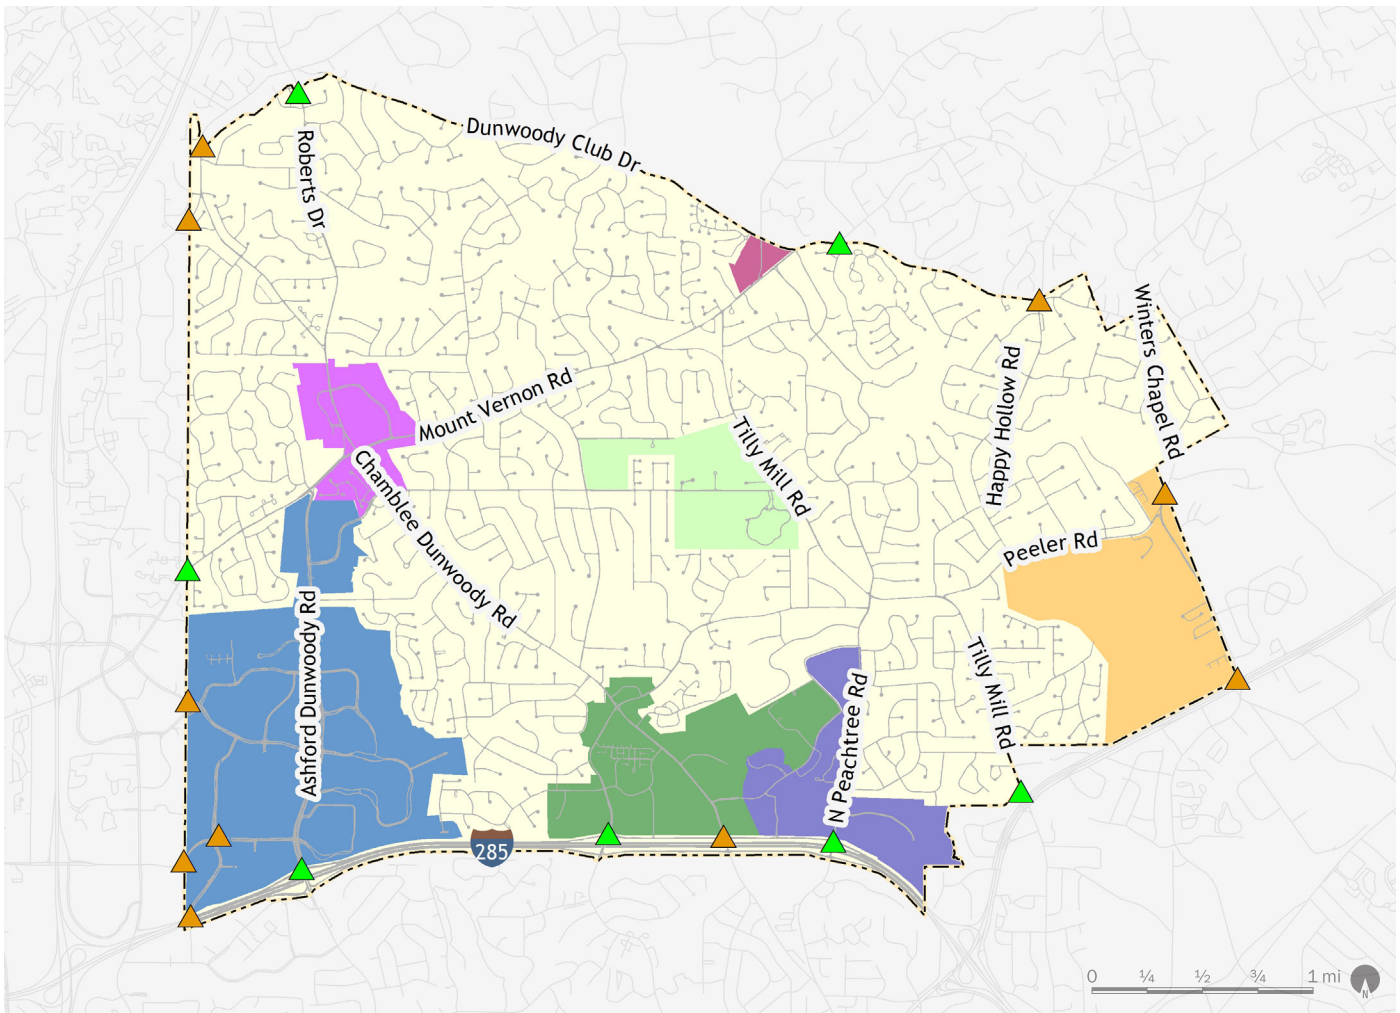 Dunwoody Club Dr
Roberts Dr
Winters Chapel Rd
Mount Vernon Rd
Happy Hollow Rd
Tilly Mill Rd
Chamblee Dunwoody Rd
Peeler Rd
Ashford Dunwoody Rd
Tilly Mill Rd
N Peachtree Rd
285
0 ¼ ½ ¾ 1 mi
N